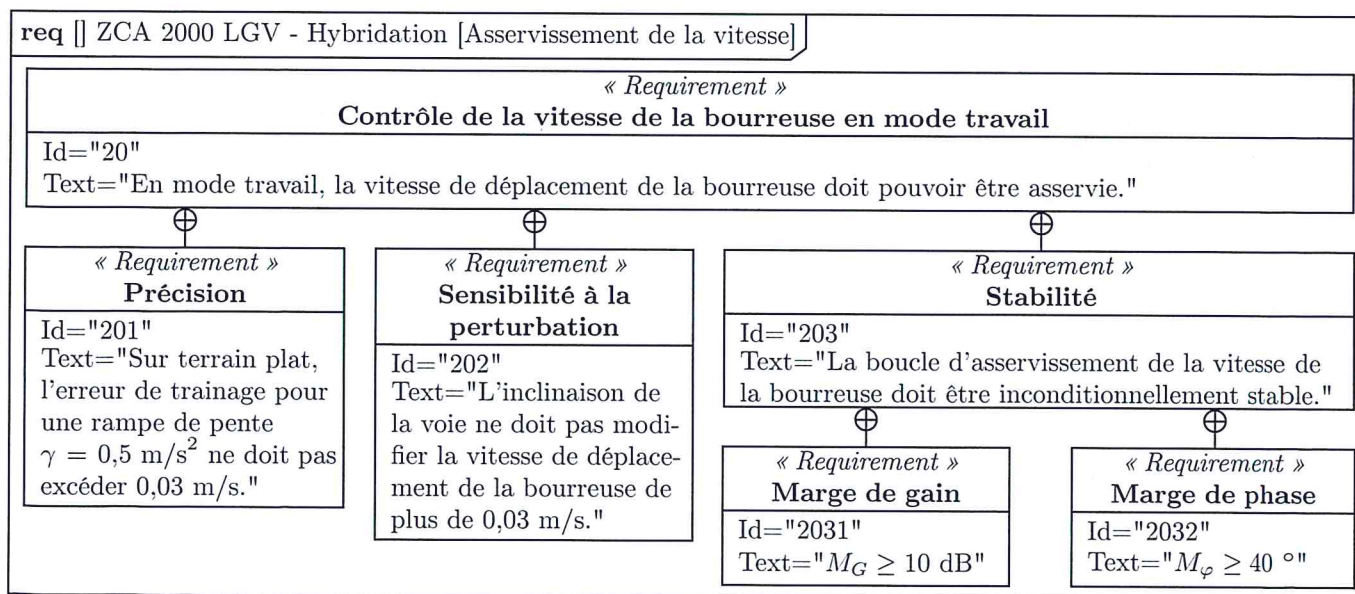 req [] ZCA 2000 LGV - Hybridation [Asservissement de la vitesse]
« Requirement »
Contrôle de la vitesse de la bourreuse en mode travail
Id="20"
Text="En mode travail, la vitesse de déplacement de la bourreuse doit pouvoir être asservie."
« Requirement »
Précision
Id="201"
Text="Sur terrain plat,
l'erreur de trainage pour
une rampe de pente
γ = 0,5 m/s² ne doit pas
excéder 0,03 m/s."
« Requirement »
Sensibilité à la
perturbation
Id="202"
Text="L'inclinaison de
la voie ne doit pas modi-
fier la vitesse de déplace-
ment de la bourreuse de
plus de 0,03 m/s."
« Requirement »
Stabilité
Id="203"
Text="La boucle d'asservissement de la vitesse de
la bourreuse doit être inconditionnellement stable."
« Requirement »
Marge de gain
Id="2031"
Text="M_G ≥ 10 dB"
« Requirement »
Marge de phase
Id="2032"
Text="M_φ ≥ 40 °"